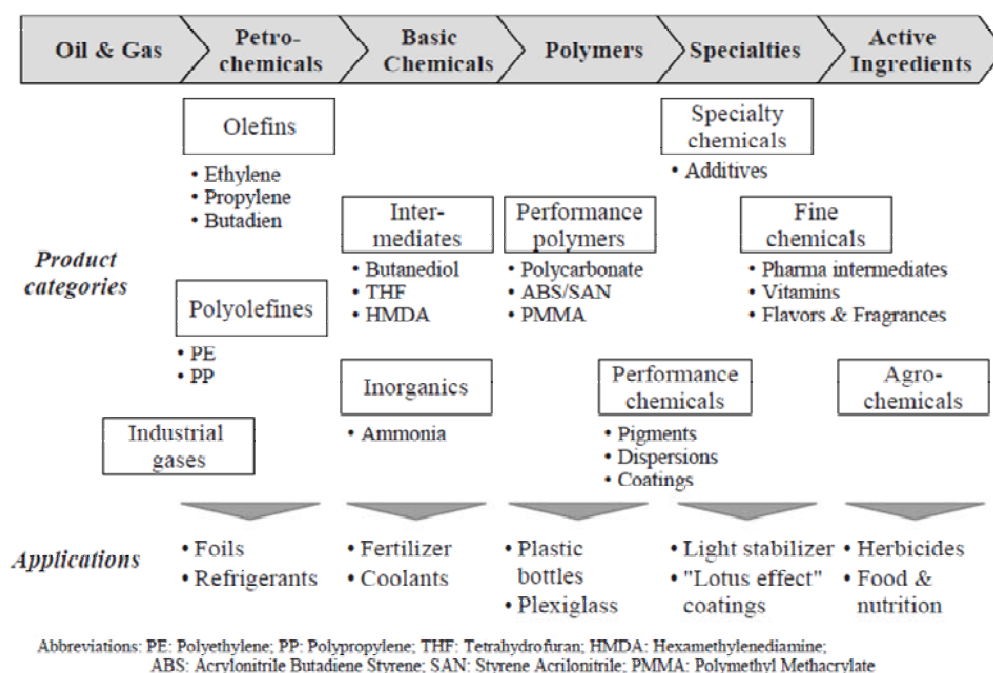 Oil & Gas
Petro-
chemicals
Basic
Chemicals
Polymers
Specialties
Active
Ingredients
Product
categories
Olefins
• Ethylene
• Propylene
• Butadien
Polyolefines
• PE
• PP
Industrial
gases
Inter-
mediates
• Butanediol
• THF
• HMDA
Inorganics
• Ammonia
Performance
polymers
• Polycarbonate
• ABS/SAN
• PMMA
Performance
chemicals
• Pigments
• Dispersions
• Coatings
Specialty
chemicals
• Additives
Fine
chemicals
• Pharma intermediates
• Vitamins
• Flavors & Fragrances
Agro-
chemicals
Applications
• Foils
• Refrigerants
• Fertilizer
• Coolants
• Plastic
bottles
• Plexiglass
• Light stabilizer
• "Lotus effect"
coatings
• Herbicides
• Food &
nutrition
Abbreviations: PE: Polyethylene; PP: Polypropylene; THF: Tetrahydrofuran; HMDA: Hexamethylenediamine;
ABS: Acrylonitrile Butadiene Styrene; SAN: Styrene Acrilonitrile; PMMA: Polymethyl Methacrylate